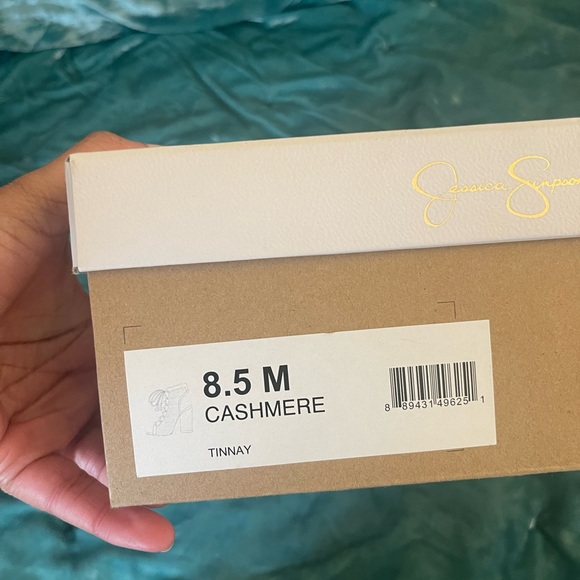 Jessica Simpson
8.5 M
CASHMERE
TINNAY
8 89431 49625 1